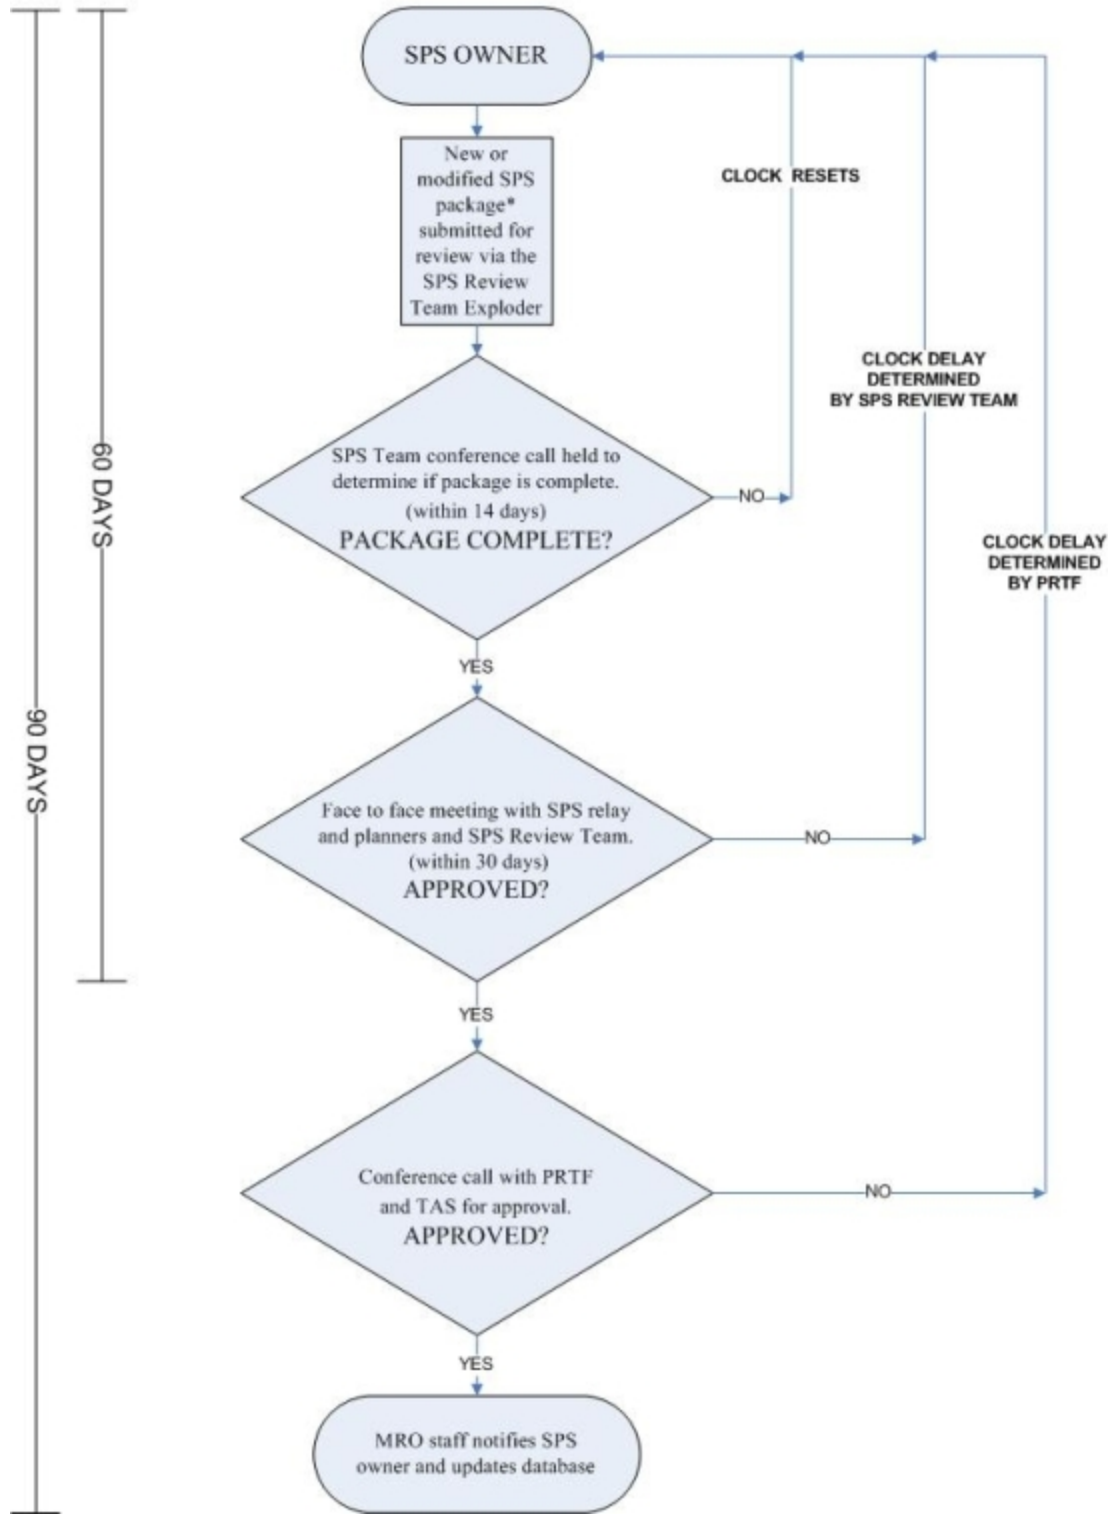 SPS OWNER
New or
modified SPS
package*
submitted for
review via the
SPS Review
Team Exploder
CLOCK RESETS
CLOCK DELAY
DETERMINED
BY SPS REVIEW TEAM
SPS Team conference call held to
determine if package is complete.
(within 14 days)
PACKAGE COMPLETE?
NO
60 DAYS
CLOCK DELAY
DETERMINED
BY PRTF
YES
90 DAYS
Face to face meeting with SPS relay
and planners and SPS Review Team.
(within 30 days)
APPROVED?
NO
YES
Conference call with PRTF
and TAS for approval.
APPROVED?
NO
YES
MRO staff notifies SPS
owner and updates database